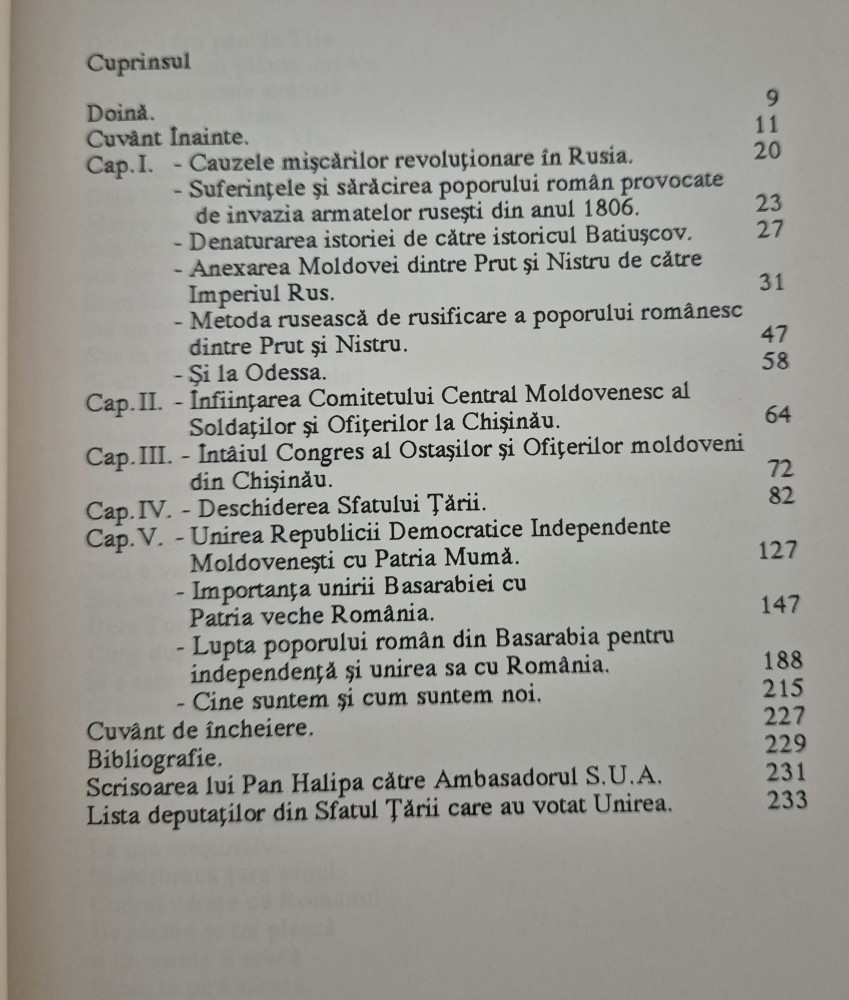 Cuprinsul
Doină. 9
Cuvânt Înainte. 11
Cap.I. - Cauzele mişcărilor revoluţionare în Rusia. 20
- Suferinţele şi sărăcirea poporului român provocate
de invazia armatelor ruseşti din anul 1806. 23
- Denaturarea istoriei de către istoricul Batiuşcov. 27
- Anexarea Moldovei dintre Prut şi Nistru de către
Imperiul Rus. 31
- Metoda rusească de rusificare a poporului românesc
dintre Prut şi Nistru. 47
- Şi la Odessa. 58
Cap.II. - Înfiinţarea Comitetului Central Moldovenesc al
Soldaţilor şi Ofiţerilor la Chişinău. 64
Cap.III. - Întâiul Congres al Ostaşilor şi Ofiţerilor moldoveni
din Chişinău. 72
Cap.IV. - Deschiderea Sfatului Ţării. 82
Cap.V. - Unirea Republicii Democratice Independente
Moldoveneşti cu Patria Mumă. 127
- Importanţa unirii Basarabiei cu
Patria veche România. 147
- Lupta poporului român din Basarabia pentru
independenţă şi unirea sa cu România. 188
- Cine suntem şi cum suntem noi. 215
Cuvânt de încheiere. 227
Bibliografie. 229
Scrisoarea lui Pan Halipa către Ambasadorul S.U.A. 231
Lista deputaţilor din Sfatul Ţării care au votat Unirea. 233